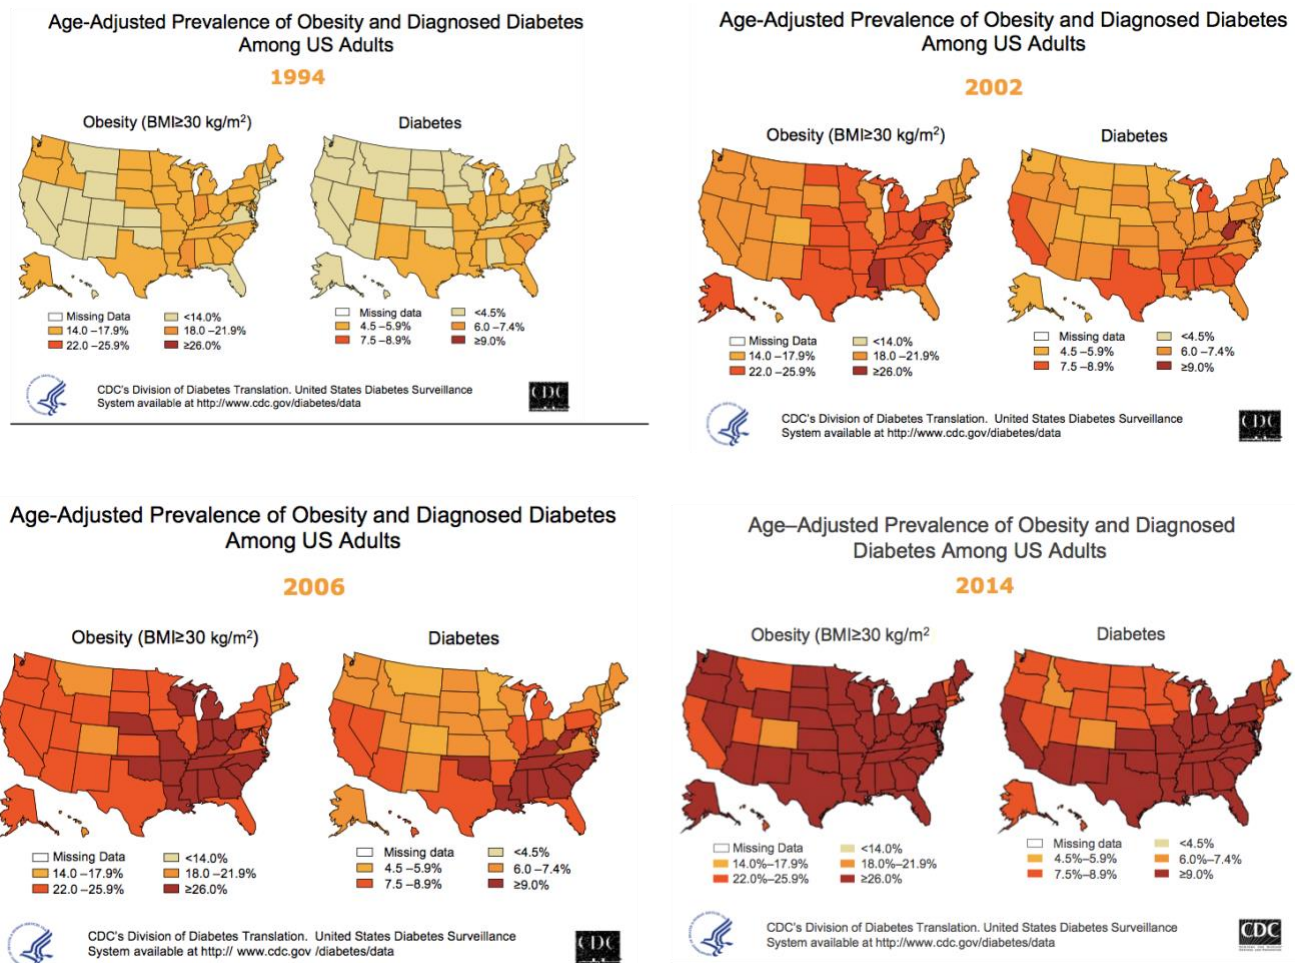 Age-Adjusted Prevalence of Obesity and Diagnosed Diabetes
Among US Adults
1994
Obesity (BMI≥30 kg/m²)
Diabetes
Missing Data
<14.0%
14.0 –17.9%
18.0 –21.9%
22.0 –25.9%
≥26.0%
Missing data
<4.5%
4.5 –5.9%
6.0 –7.4%
7.5 –8.9%
≥9.0%
CDC's Division of Diabetes Translation. United States Diabetes Surveillance
System available at http://www.cdc.gov/diabetes/data
CDC
Age-Adjusted Prevalence of Obesity and Diagnosed Diabetes
Among US Adults
2002
Obesity (BMI≥30 kg/m²)
Diabetes
Missing Data
<14.0%
14.0 –17.9%
18.0 –21.9%
22.0 –25.9%
≥26.0%
Missing data
<4.5%
4.5 –5.9%
6.0 –7.4%
7.5 –8.9%
≥9.0%
CDC's Division of Diabetes Translation. United States Diabetes Surveillance
System available at http://www.cdc.gov/diabetes/data
CDC
Age-Adjusted Prevalence of Obesity and Diagnosed Diabetes
Among US Adults
2006
Obesity (BMI≥30 kg/m²)
Diabetes
Missing Data
<14.0%
14.0 –17.9%
18.0 –21.9%
22.0 –25.9%
≥26.0%
Missing data
<4.5%
4.5 –5.9%
6.0 –7.4%
7.5 –8.9%
≥9.0%
CDC's Division of Diabetes Translation. United States Diabetes Surveillance
System available at http:// www.cdc.gov /diabetes/data
CDC
Age–Adjusted Prevalence of Obesity and Diagnosed
Diabetes Among US Adults
2014
Obesity (BMI≥30 kg/m²
Diabetes
Missing Data
<14.0%
14.0%–17.9%
18.0%–21.9%
22.0%–25.9%
≥26.0%
Missing data
<4.5%
4.5%–5.9%
6.0%–7.4%
7.5%–8.9%
≥9.0%
CDC's Division of Diabetes Translation. United States Diabetes Surveillance
System available at http://www.cdc.gov/diabetes/data
CDC